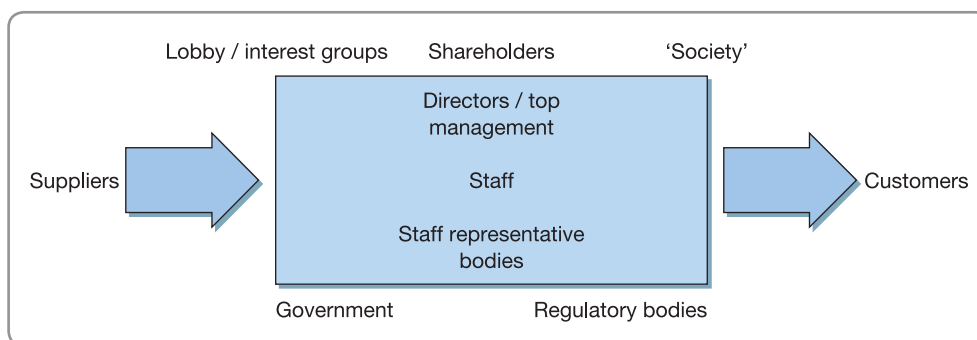 Lobby / interest groups
Shareholders
‘Society’
Directors / top
management
Suppliers
Staff
Customers
Staff representative
bodies
Government
Regulatory bodies